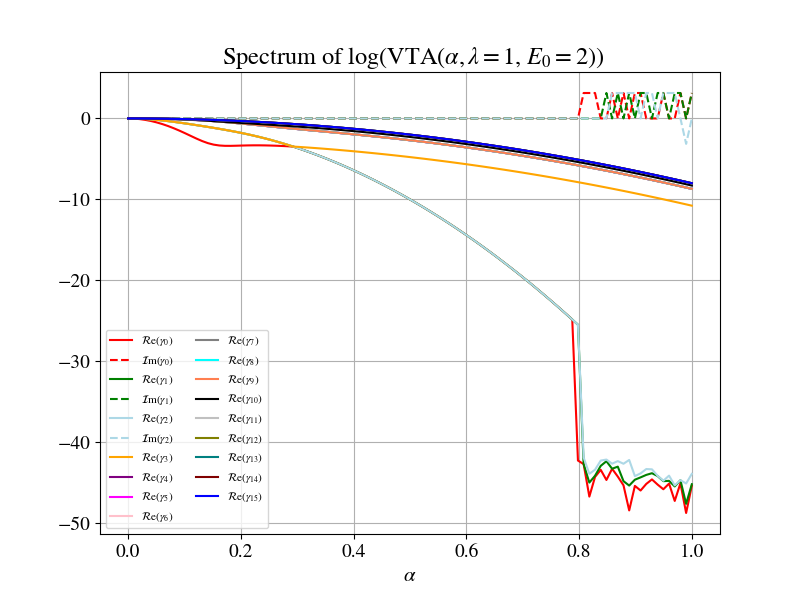 Spectrum of log(VTA(α, λ = 1, E₀ = 2))
0
−10
−20
−30
−40
−50
0.0 0.2 0.4 0.6 0.8 1.0
α
ℛe(γ₀) ℛe(γ₇)
ℐm(γ₀) ℛe(γ₈)
ℛe(γ₁) ℛe(γ₉)
ℐm(γ₁) ℛe(γ₁₀)
ℛe(γ₂) ℛe(γ₁₁)
ℐm(γ₂) ℛe(γ₁₂)
ℛe(γ₃) ℛe(γ₁₃)
ℛe(γ₄) ℛe(γ₁₄)
ℛe(γ₅) ℛe(γ₁₅)
ℛe(γ₆)